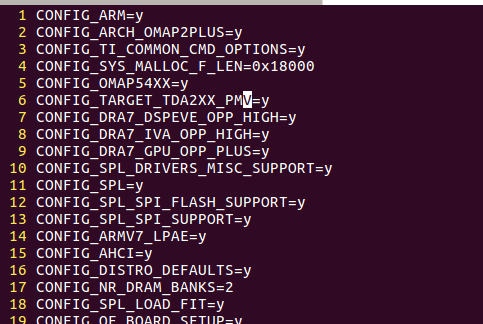 1 CONFIG_ARM=y
2 CONFIG_ARCH_OMAP2PLUS=y
3 CONFIG_TI_COMMON_CMD_OPTIONS=y
4 CONFIG_SYS_MALLOC_F_LEN=0x18000
5 CONFIG_OMAP54XX=y
6 CONFIG_TARGET_TDA2XX_PMV=y
7 CONFIG_DRA7_DSPEVE_OPP_HIGH=y
8 CONFIG_DRA7_IVA_OPP_HIGH=y
9 CONFIG_DRA7_GPU_OPP_PLUS=y
10 CONFIG_SPL_DRIVERS_MISC_SUPPORT=y
11 CONFIG_SPL=y
12 CONFIG_SPL_SPI_FLASH_SUPPORT=y
13 CONFIG_SPL_SPI_SUPPORT=y
14 CONFIG_ARMV7_LPAE=y
15 CONFIG_AHCI=y
16 CONFIG_DISTRO_DEFAULTS=y
17 CONFIG_NR_DRAM_BANKS=2
18 CONFIG_SPL_LOAD_FIT=y
19 CONFIG_OF_BOARD_SETUP=y